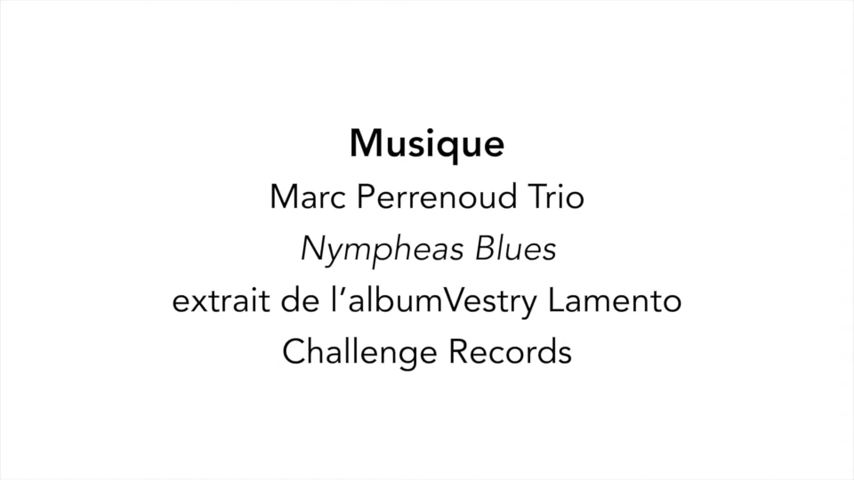 Musique
Marc Perrenoud Trio
Nympheas Blues
extrait de l’albumVestry Lamento
Challenge Records